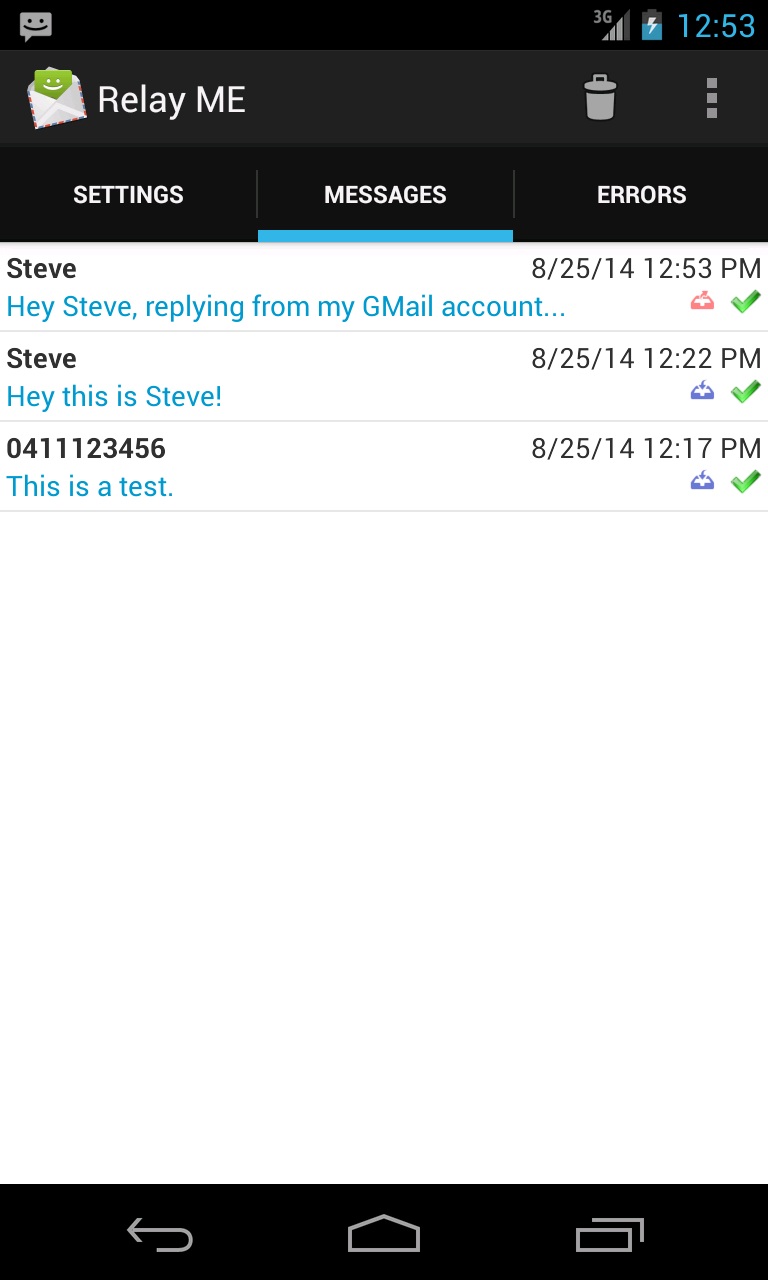 3G 12:53
Relay ME
SETTINGS MESSAGES ERRORS
Steve 8/25/14 12:53 PM
Hey Steve, replying from my GMail account...
Steve 8/25/14 12:22 PM
Hey this is Steve!
0411123456 8/25/14 12:17 PM
This is a test.